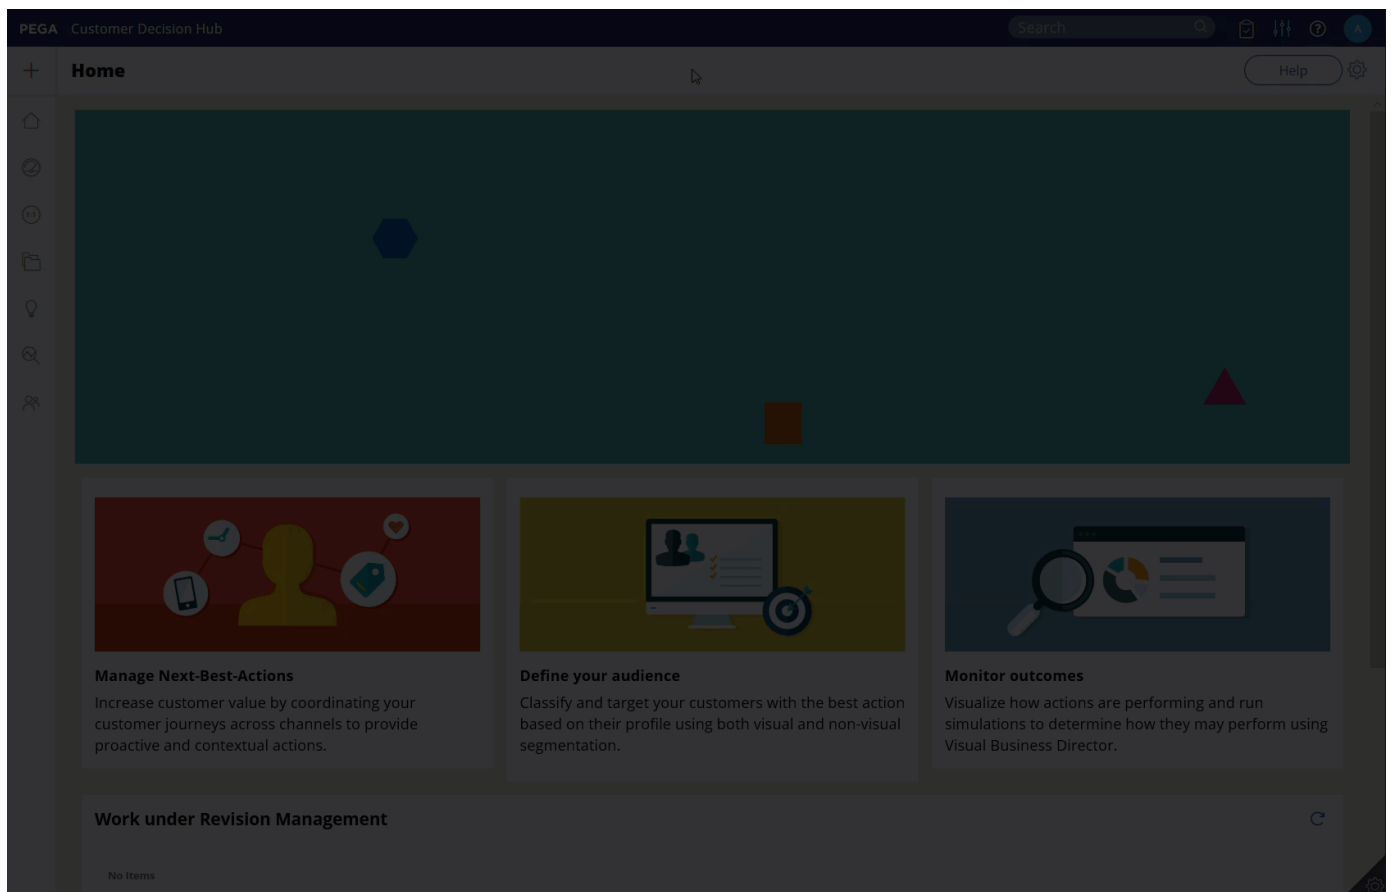 PEGA Customer Decision Hub
Search
A
Home
Help
Manage Next-Best-Actions
Increase customer value by coordinating your
customer journeys across channels to provide
proactive and contextual actions.
Define your audience
Classify and target your customers with the best action
based on their profile using both visual and non-visual
segmentation.
Monitor outcomes
Visualize how actions are performing and run
simulations to determine how they may perform using
Visual Business Director.
Work under Revision Management
No Items